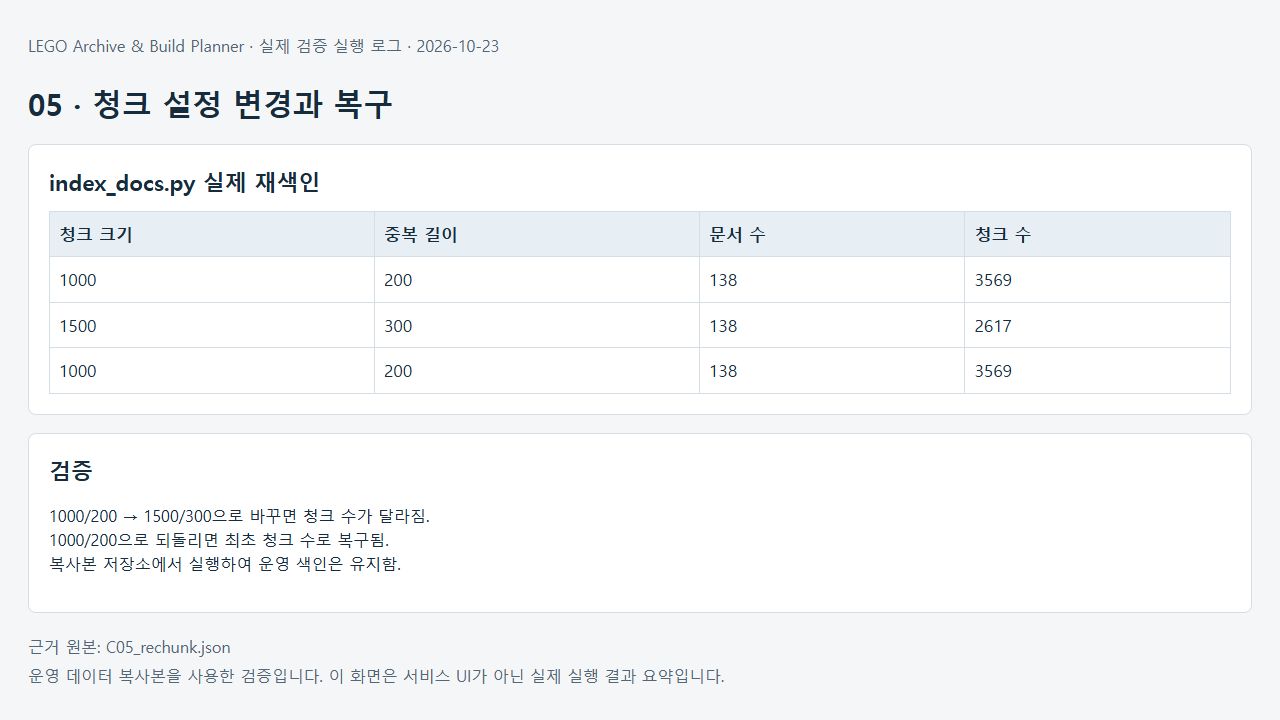 LEGO Archive & Build Planner · 실제 검증 실행 로그 · 2026-10-23
05 · 청크 설정 변경과 복구
index_docs.py 실제 재색인
청크 크기 중복 길이 문서 수 청크 수
1000 200 138 3569
1500 300 138 2617
1000 200 138 3569
검증
1000/200 → 1500/300으로 바꾸면 청크 수가 달라짐.
1000/200으로 되돌리면 최초 청크 수로 복구됨.
복사본 저장소에서 실행하여 운영 색인은 유지함.
근거 원본: C05_rechunk.json
운영 데이터 복사본을 사용한 검증입니다. 이 화면은 서비스 UI가 아닌 실제 실행 결과 요약입니다.